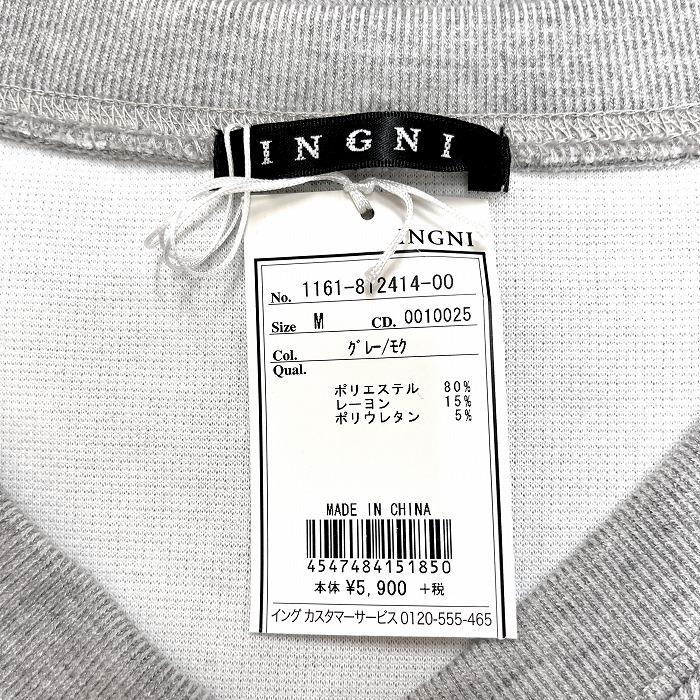 INGNI
INGNI
No. 1161-812414-00
Size M CD. 0010025
Col. グレー/モク
Qual.
ポリエステル 80%
レーヨン 15%
ポリウレタン 5%
MADE IN CHINA
4547484151850
本体 ¥5,900 +税
イング カスタマーサービス 0120-555-465